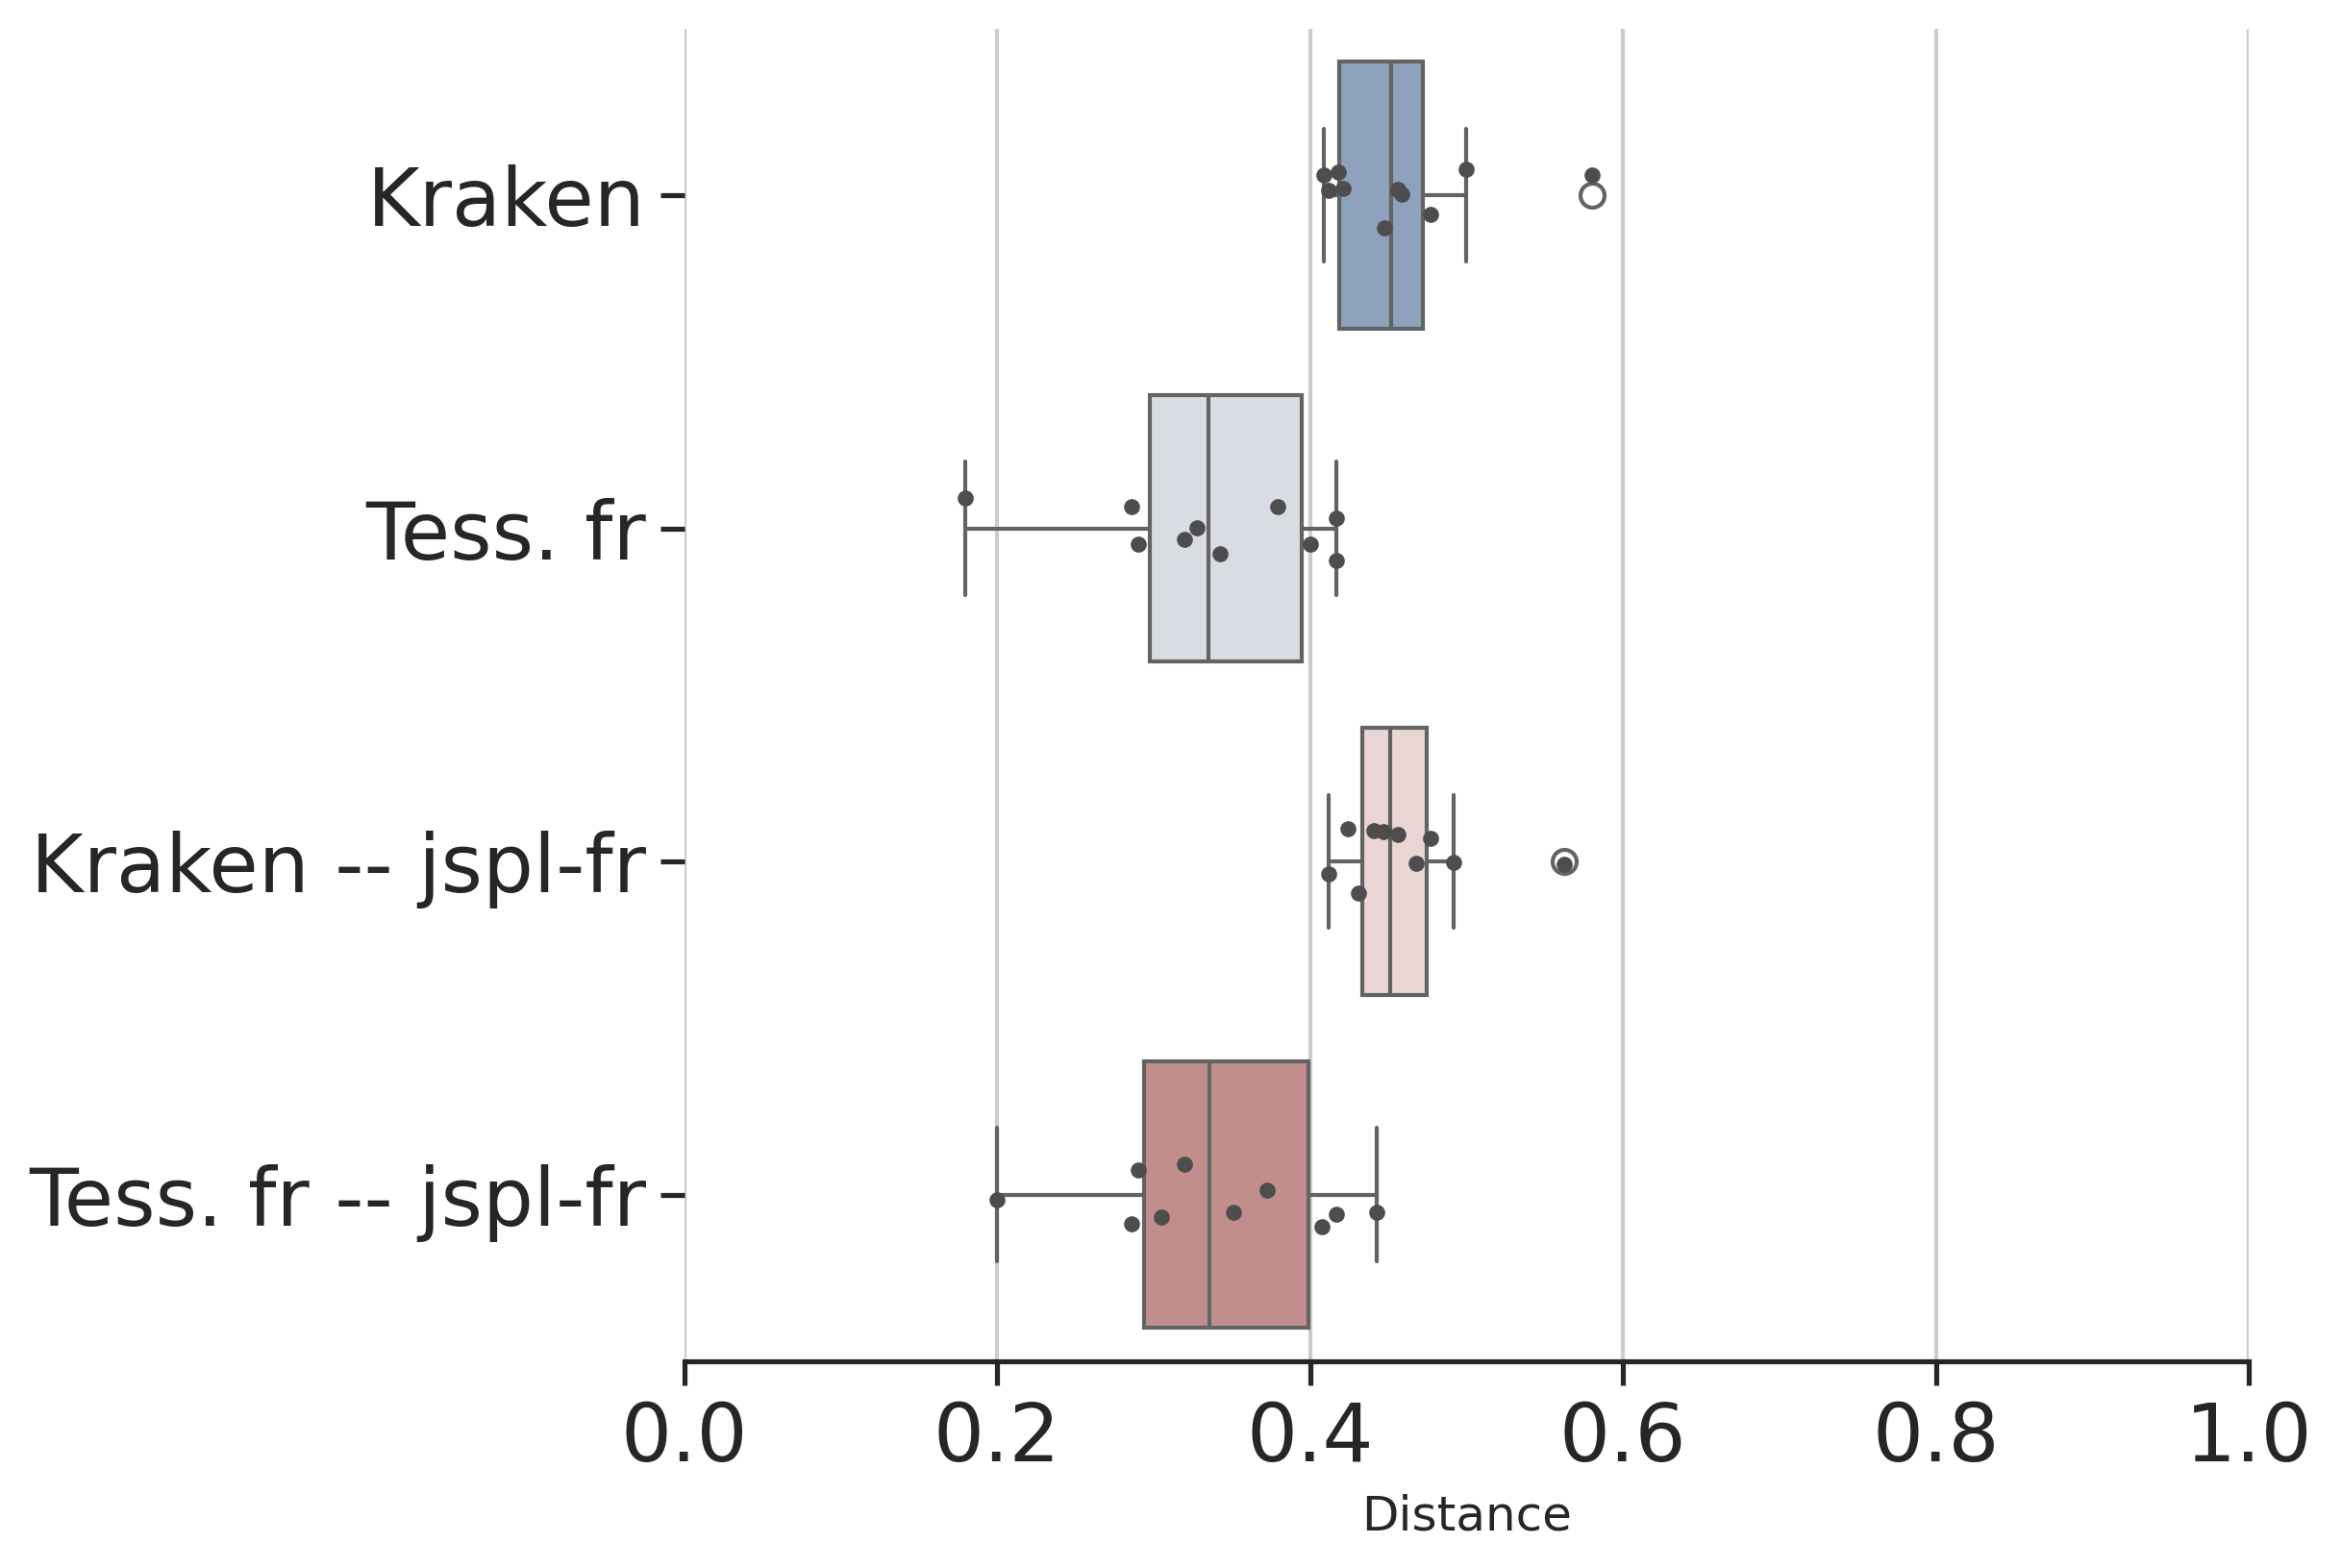 Kraken
Tess. fr
Kraken -- jspl-fr
Tess. fr -- jspl-fr
0.0 0.2 0.4 0.6 0.8 1.0
Distance